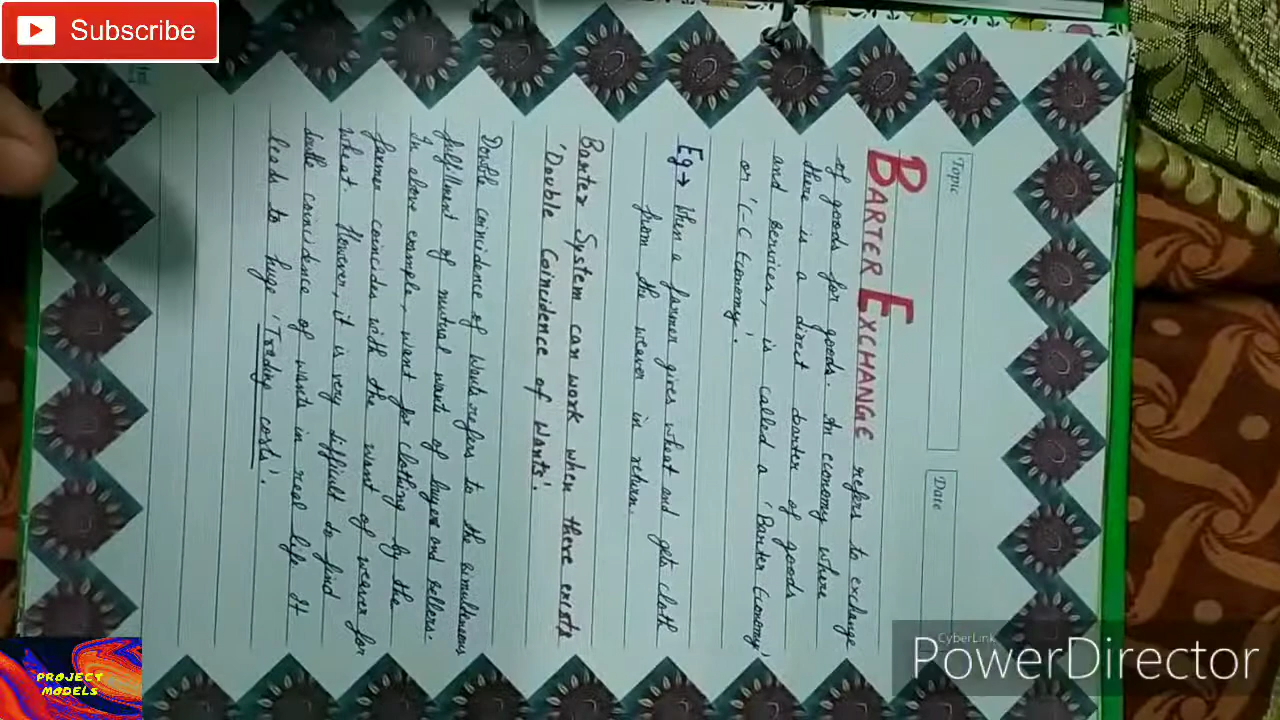 Subscribe
Topic
Date
BARTER EXCHANGE refers to exchange
of goods for goods. An economy where
there is a direct barter of goods
and services, is called a 'Barter Economy'
or 'C-C Economy'.
Eg→ When a farmer gives wheat and gets cloth
from the weaver in return.
Barter System can work when there exists
'Double Coincidence of Wants'.
Double coincidence of wants refers to the simultaneous
fulfilment of mutual want of buyers and sellers.
In above example, want for clothing by the
farmer coincides with the want of weaver for
wheat. However, it is very difficult to find
double coincidence of wants in real life. It
leads to huge 'Trading costs'.
CyberLink
PowerDirector
PROJECT
MODELS